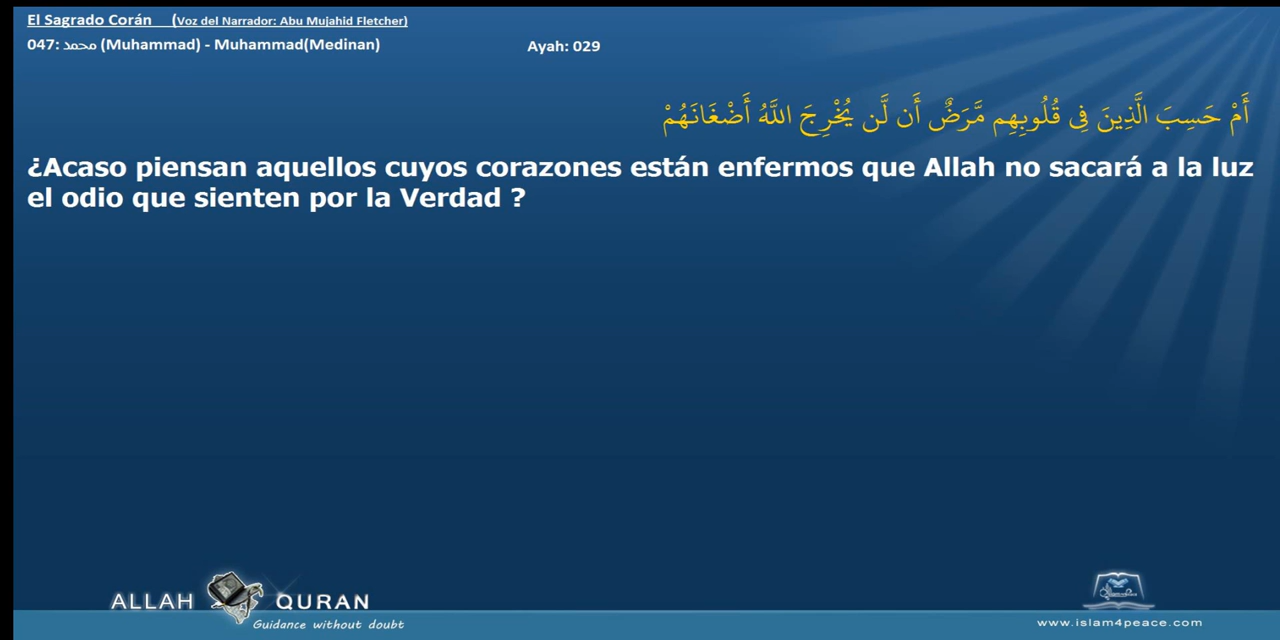 El Sagrado Corán (Voz del Narrador: Abu Mujahid Fletcher)
047: محمد (Muhammad) - Muhammad(Medinan) Ayah: 029
أَمْ حَسِبَ الَّذِينَ فِي قُلُوبِهِم مَّرَضٌ أَن لَّن يُخْرِجَ اللَّهُ أَضْغَانَهُمْ
¿Acaso piensan aquellos cuyos corazones están enfermos que Allah no sacará a la luz
el odio que sienten por la Verdad ?
ALLAH QURAN
Guidance without doubt
www.islam4peace.com